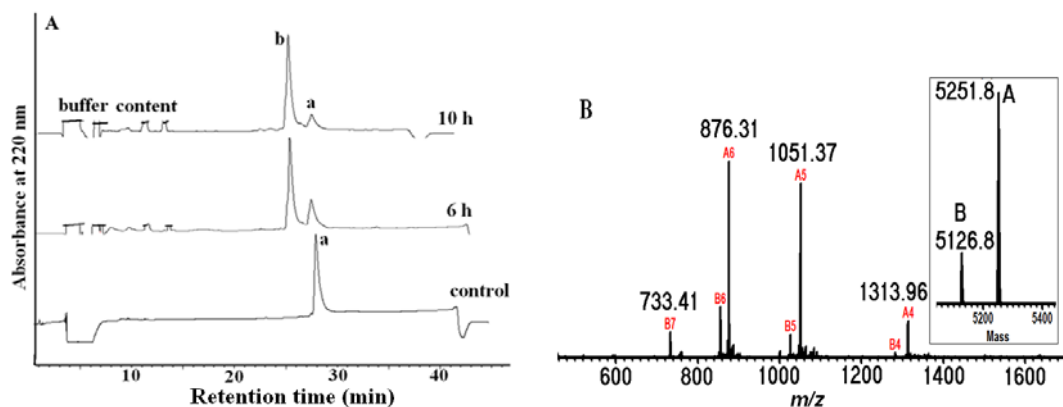 A
Absorbance at 220 nm
b
a
buffer content
10 h
6 h
a
control
10
20
30
40
Retention time (min)
B
733.41
B7
B6
876.31
A6
B5
1051.37
A5
B4
1313.96
A4
600
800
1000
1200
1400
1600
m/z
5251.8
A
B
5126.8
5200
5400
Mass